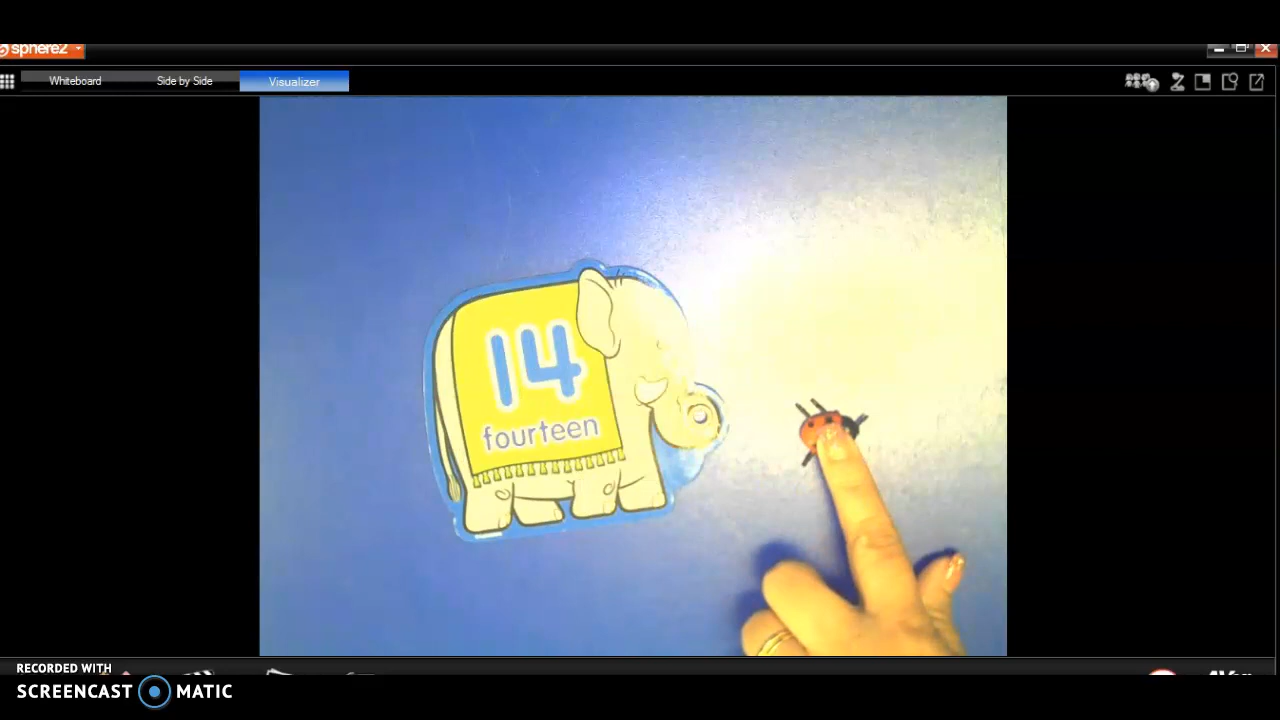 sphere2
Whiteboard
Side by Side
Visualizer
14
fourteen
RECORDED WITH
SCREENCAST MATIC